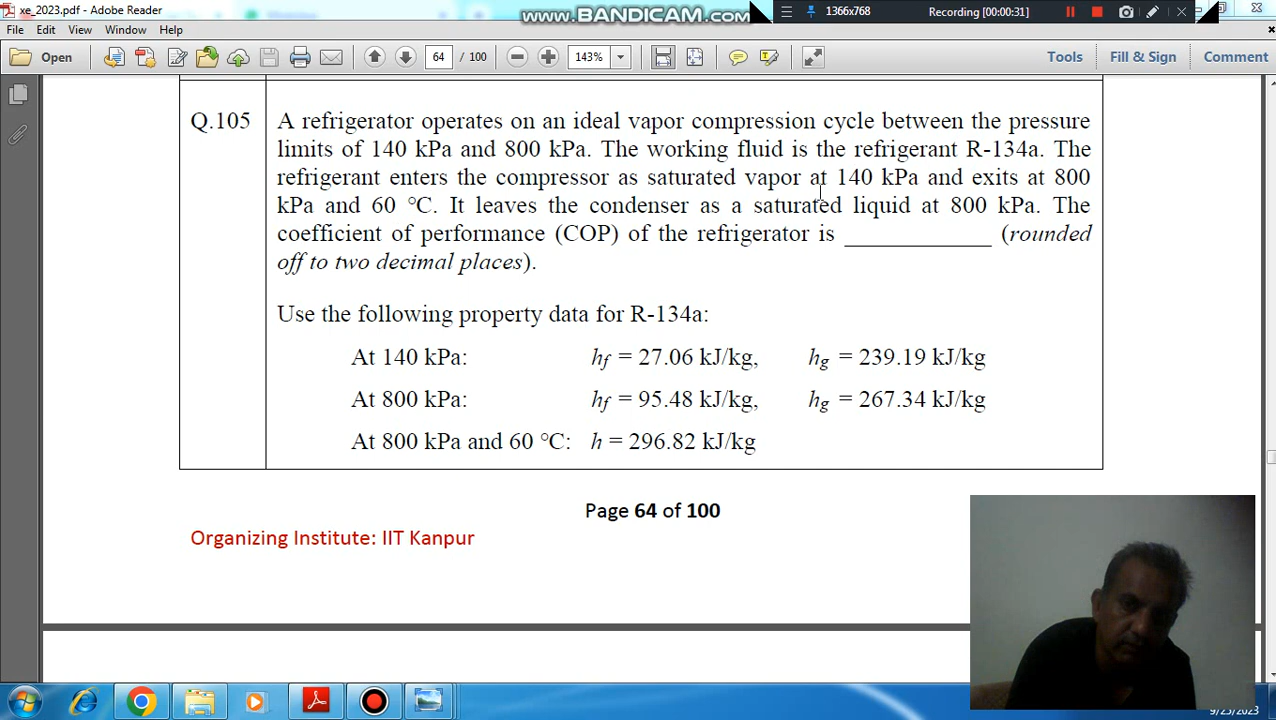 xe_2023.pdf - Adobe Reader
www.BANDICAM.com
1366x768
Recording [00:00:31]
File Edit View Window Help
Open
64 / 100
143%
Tools
Fill & Sign
Comment
Q.105
A refrigerator operates on an ideal vapor compression cycle between the pressure
limits of 140 kPa and 800 kPa. The working fluid is the refrigerant R-134a. The
refrigerant enters the compressor as saturated vapor at 140 kPa and exits at 800
kPa and 60 °C. It leaves the condenser as a saturated liquid at 800 kPa. The
coefficient of performance (COP) of the refrigerator is ____________ (rounded
off to two decimal places).
Use the following property data for R-134a:
At 140 kPa: hf = 27.06 kJ/kg, hg = 239.19 kJ/kg
At 800 kPa: hf = 95.48 kJ/kg, hg = 267.34 kJ/kg
At 800 kPa and 60 °C: h = 296.82 kJ/kg
Page 64 of 100
Organizing Institute: IIT Kanpur